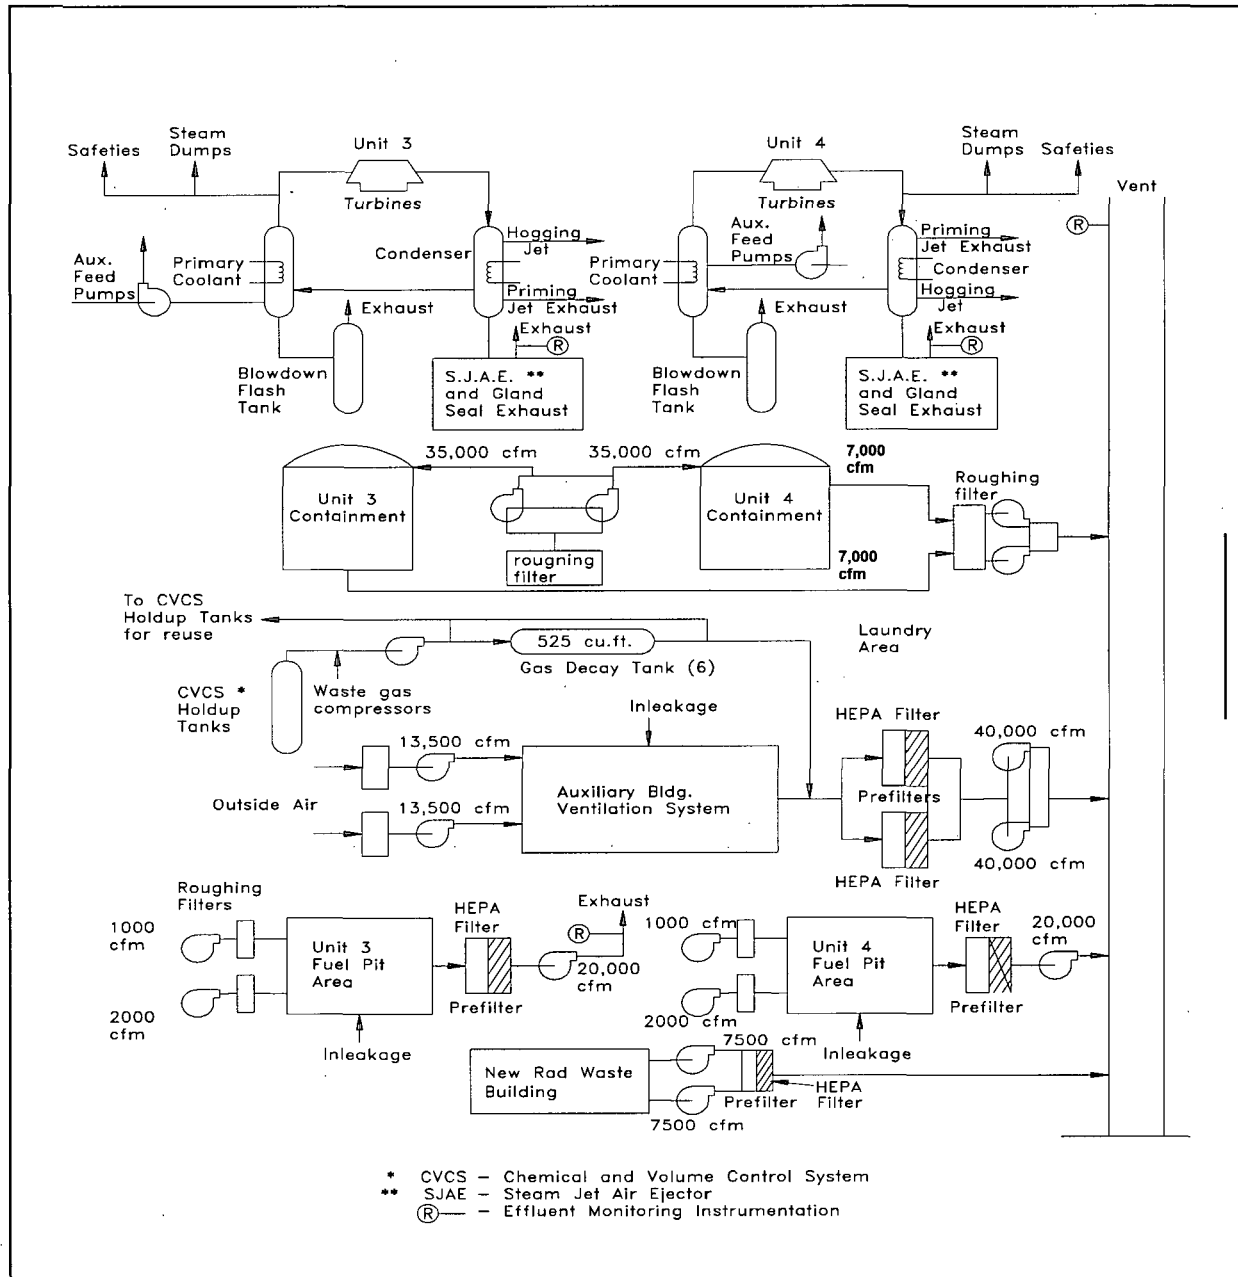 Safeties
Steam
Dumps
Unit 3
Turbines
Aux.
Feed
Pumps
Primary
Coolant
Condenser
Hogging
Jet
Priming
Jet Exhaust
Exhaust
Exhaust
R
Blowdown
Flash
Tank
S.J.A.E. **
and Gland
Seal Exhaust
Unit 4
Turbines
Steam
Dumps
Safeties
Vent
R
Aux.
Feed
Pumps
Primary
Coolant
Priming
Jet Exhaust
Condenser
Hogging
Jet
Exhaust
Exhaust
R
Blowdown
Flash
Tank
S.J.A.E. **
and Gland
Seal Exhaust
35,000 cfm
35,000 cfm
7,000
cfm
Unit 3
Containment
Unit 4
Containment
Roughing
filter
rougning
filter
7,000
cfm
To CVCS
Holdup Tanks
for reuse
525 cu.ft.
Gas Decay Tank (6)
Laundry
Area
CVCS *
Holdup
Tanks
Waste gas
compressors
Inleakage
HEPA Filter
13,500 cfm
40,000 cfm
Outside Air
13,500 cfm
Auxiliary Bldg.
Ventilation System
Prefilters
40,000 cfm
HEPA Filter
Roughing
Filters
1000
cfm
2000
cfm
Unit 3
Fuel Pit
Area
Inleakage
HEPA
Filter
Prefilter
Exhaust
R
20,000
cfm
1000
cfm
2000 cfm
Unit 4
Fuel Pit
Area
Inleakage
HEPA
Filter
Prefilter
20,000
cfm
New Rad Waste
Building
7500 cfm
7500 cfm
Prefilter
HEPA
Filter
* CVCS – Chemical and Volume Control System
** SJAE – Steam Jet Air Ejector
R – Effluent Monitoring Instrumentation